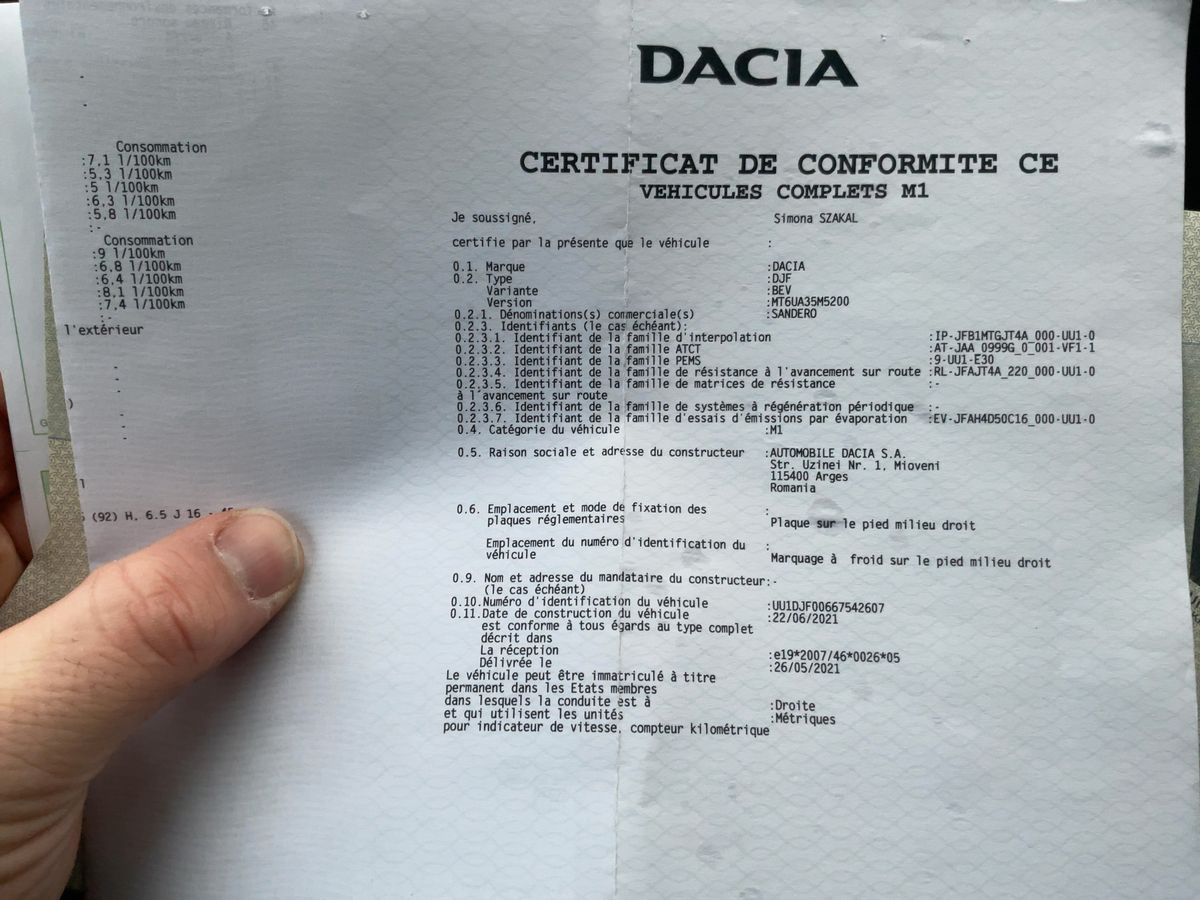 Consommation
:7,1 l/100km
:5,3 l/100km
:5 l/100km
:6,3 l/100km
:5,8 l/100km
:-
Consommation
:9 l/100km
:6,8 l/100km
:6,4 l/100km
:8,1 l/100km
:7,4 l/100km
:-
l'extérieur
-
-
-
-
)
-
-
(92) H, 6.5 J 16 -
DACIA
CERTIFICAT DE CONFORMITE CE
VEHICULES COMPLETS M1
Je soussigné, Simona SZAKAL
certifie par la présente que le véhicule :
0.1. Marque :DACIA
0.2. Type :DJF
Variante :BEV
Version :MT6UA35M5200
0.2.1. Dénominations(s) commerciale(s) :SANDERO
0.2.3. Identifiants (le cas échéant):
0.2.3.1. Identifiant de la famille d'interpolation :IP-JFB1MTGJT4A_000-UU1-0
0.2.3.2. Identifiant de la famille ATCT :AT-JAA_0999G_0_001-VF1-1
0.2.3.3. Identifiant de la famille PEMS :9-UU1-E30
0.2.3.4. Identifiant de la famille de résistance à l'avancement sur route :RL-JFAJT4A_220_000-UU1-0
0.2.3.5. Identifiant de la famille de matrices de résistance :-
à l'avancement sur route
0.2.3.6. Identifiant de la famille de systèmes à régénération périodique :-
0.2.3.7. Identifiant de la famille d'essais d'émissions par évaporation :EV-JFAH4D50C16_000-UU1-0
0.4. Catégorie du véhicule :M1
0.5. Raison sociale et adresse du constructeur :AUTOMOBILE DACIA S.A.
Str. Uzinei Nr. 1, Mioveni
115400 Arges
Romania
0.6. Emplacement et mode de fixation des :
plaques réglementaires Plaque sur le pied milieu droit
Emplacement du numéro d'identification du :
véhicule Marquage à froid sur le pied milieu droit
0.9. Nom et adresse du mandataire du constructeur:-
(le cas échéant)
0.10.Numéro d'identification du véhicule :UU1DJF00667542607
0.11.Date de construction du véhicule :22/06/2021
est conforme à tous égards au type complet
décrit dans
La réception :e19*2007/46*0026*05
Délivrée le :26/05/2021
Le véhicule peut être immatriculé à titre
permanent dans les Etats membres
dans lesquels la conduite est à :Droite
et qui utilisent les unités :Métriques
pour indicateur de vitesse, compteur kilométrique